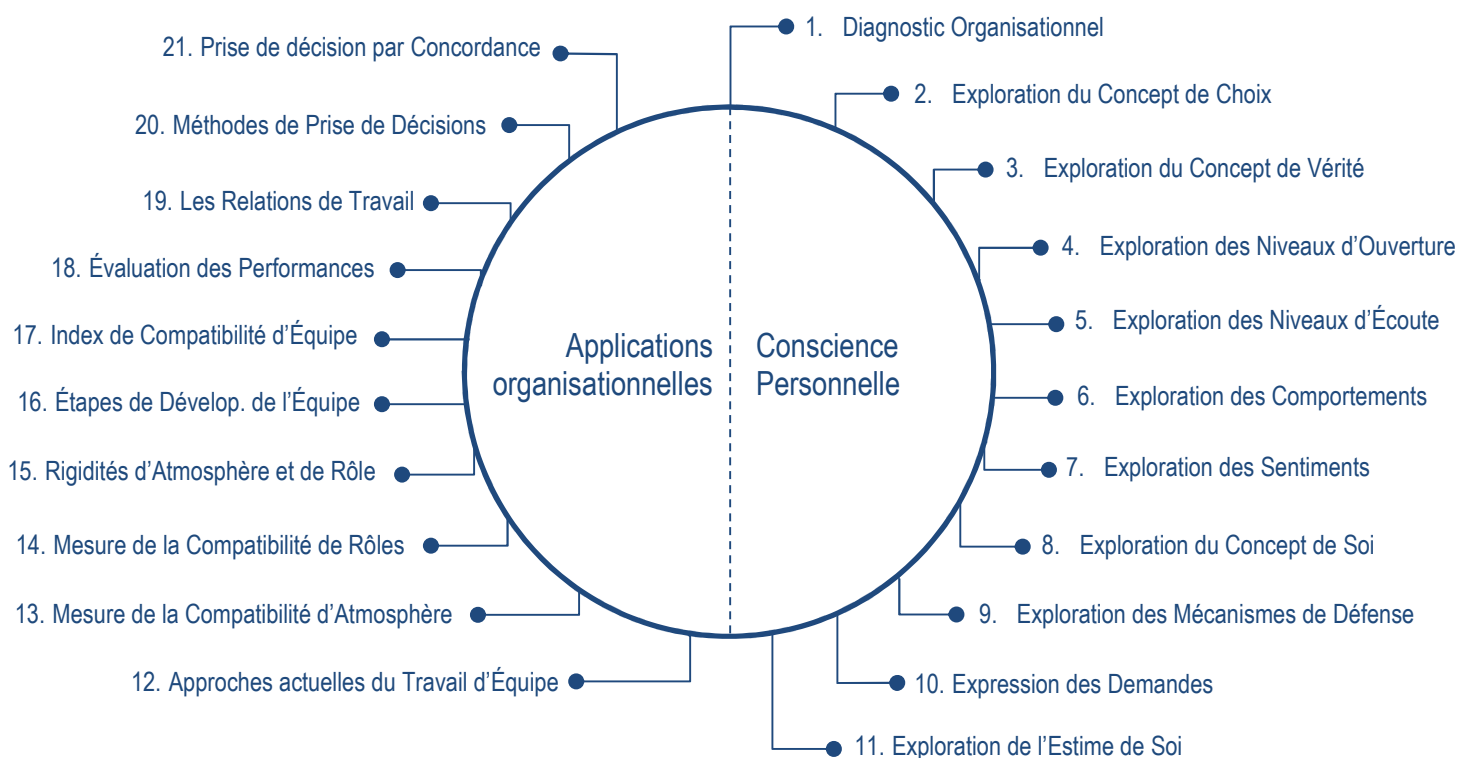 1. Diagnostic Organisationnel
2. Exploration du Concept de Choix
3. Exploration du Concept de Vérité
4. Exploration des Niveaux d’Ouverture
5. Exploration des Niveaux d’Écoute
6. Exploration des Comportements
7. Exploration des Sentiments
8. Exploration du Concept de Soi
9. Exploration des Mécanismes de Défense
10. Expression des Demandes
11. Exploration de l’Estime de Soi
12. Approches actuelles du Travail d’Équipe
13. Mesure de la Compatibilité d’Atmosphère
14. Mesure de la Compatibilité de Rôles
15. Rigidités d’Atmosphère et de Rôle
16. Étapes de Dévelop. de l’Équipe
17. Index de Compatibilité d’Équipe
18. Évaluation des Performances
19. Les Relations de Travail
20. Méthodes de Prise de Décisions
21. Prise de décision par Concordance
Applications
organisationnelles
Conscience
Personnelle